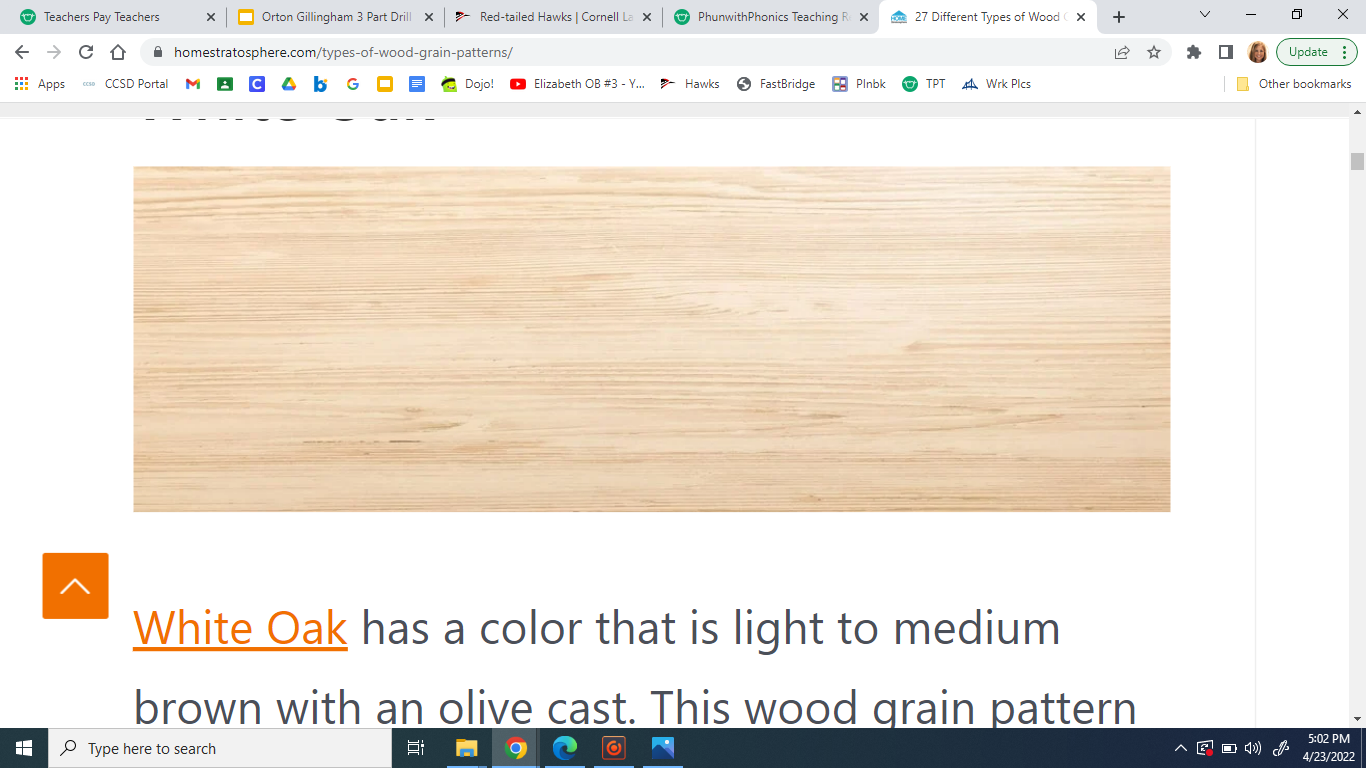 Teachers Pay Teachers
Orton Gillingham 3 Part Drill
Red-tailed Hawks | Cornell La
PhunwithPhonics Teaching R
27 Different Types of Wood G
homestratosphere.com/types-of-wood-grain-patterns/
Update
Apps
CCSD Portal
Dojo!
Elizabeth OB #3 - Y...
Hawks
FastBridge
Plnbk
TPT
Wrk Plcs
Other bookmarks
White Oak
White Oak has a color that is light to medium
brown with an olive cast. This wood grain pattern
Type here to search
5:02 PM
4/23/2022